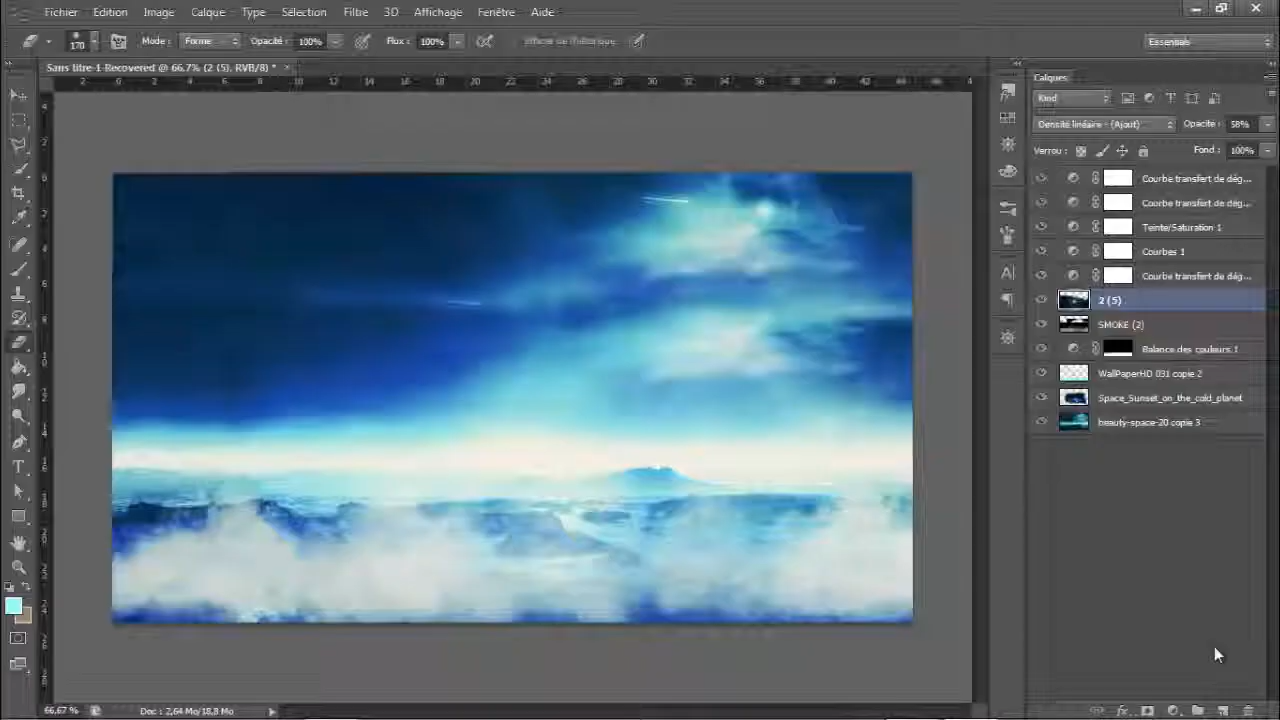 Fichier Edition Image Calque Type Sélection Filtre 3D Affichage Fenêtre Aide
170 Mode : Forme Opacité : 100% Flux : 100% Essentials
Sans titre-1-Recovered @ 66.7% (2 (5), RVB/8) *
Calques
Kind
Densité linéaire - (Ajout) Opacité : 58%
Verrou : Fond : 100%
Courbe transfert de dég...
Courbe transfert de dég...
Teinte/Saturation 1
Courbes 1
Courbe transfert de dég...
2 (5)
SMOKE (2)
Balance des couleurs 1
WallPaperHD 031 copie 2
Space_Sunset_on_the_cold_planet
beauty-space-20 copie 3
66,67 % Doc : 2,64 Mo/18,8 Mo